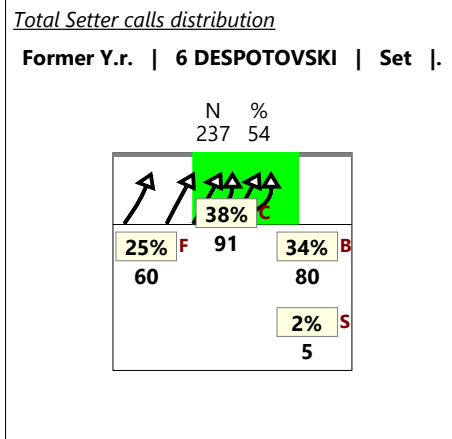 Total Setter calls distribution
Former Y.r. | 6 DESPOTOVSKI | Set |.
N %
237 54
38% C
25% F 91 34% B
60 80
2% S
5